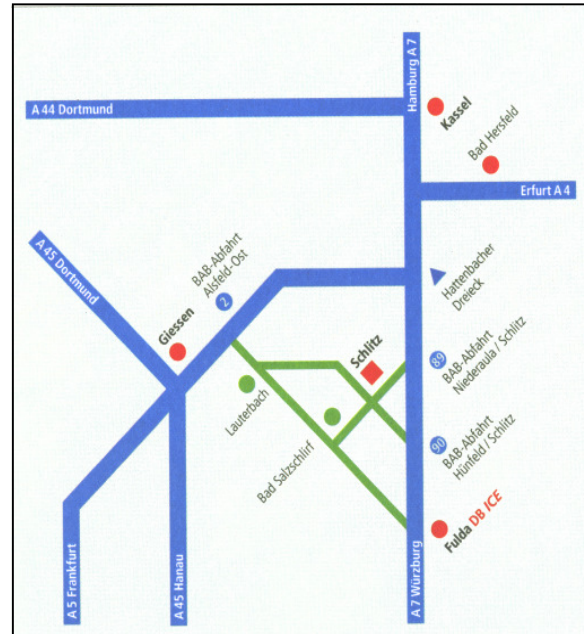 Hamburg A 7
A 44 Dortmund
Kassel
Bad Hersfeld
Erfurt A 4
A 45 Dortmund
BAB-Abfahrt
Alsfeld-Ost
2
Hattenbacher
Dreieck
Giessen
Schlitz
89
BAB-Abfahrt
Niederaula / Schlitz
Lauterbach
Bad Salzschlirf
90
BAB-Abfahrt
Hünfeld / Schlitz
Fulda DB ICE
A 5 Frankfurt
A 45 Hanau
A 7 Würzburg